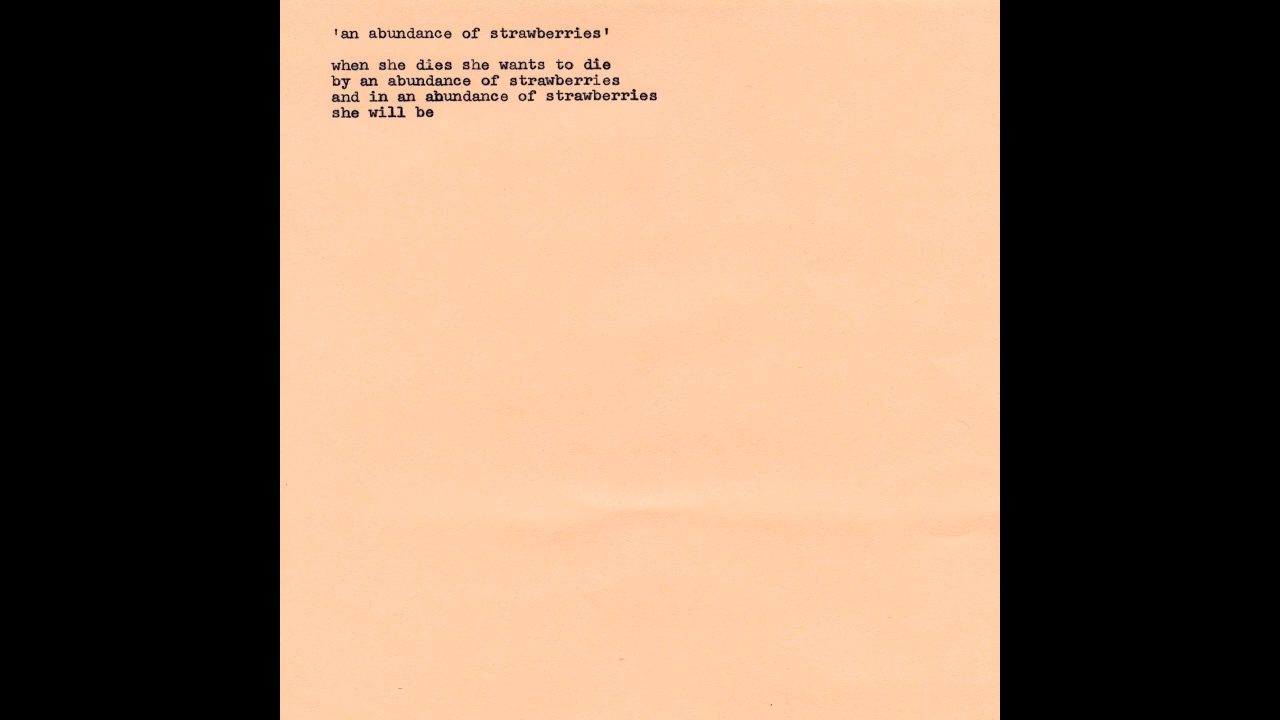 'an abundance of strawberries'
when she dies she wants to die
by an abundance of strawberries
and in an abundance of strawberries
she will be